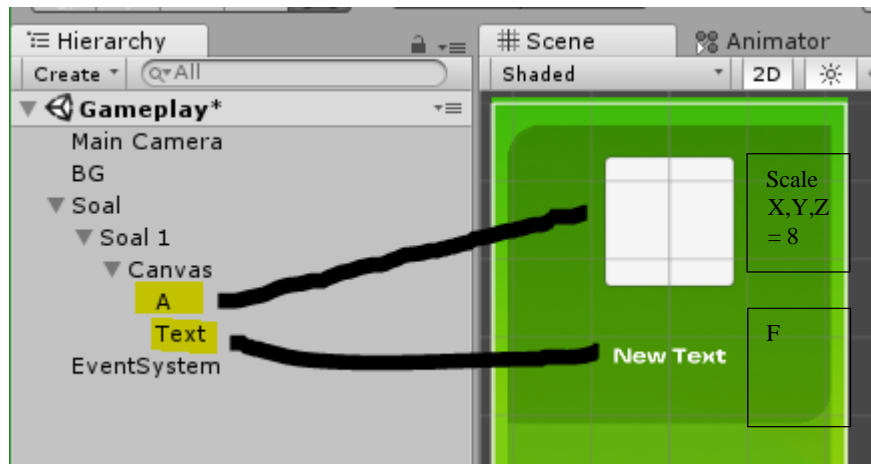 Hierarchy
Create
All
Gameplay*
Main Camera
BG
Soal
Soal 1
Canvas
A
Text
EventSystem
Scene
Animator
Shaded
2D
Scale
X,Y,Z
= 8
F
New Text